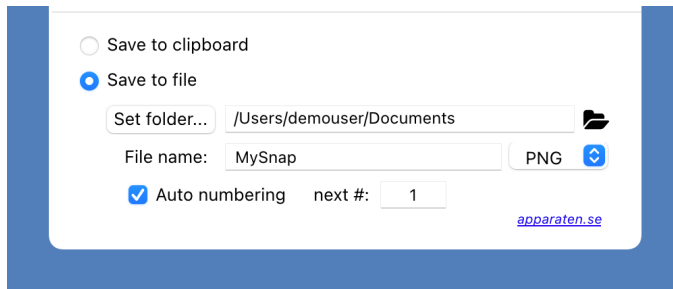 Save to clipboard
Save to file
Set folder... /Users/demouser/Documents
File name: MySnap PNG
Auto numbering next #: 1
apparaten.se